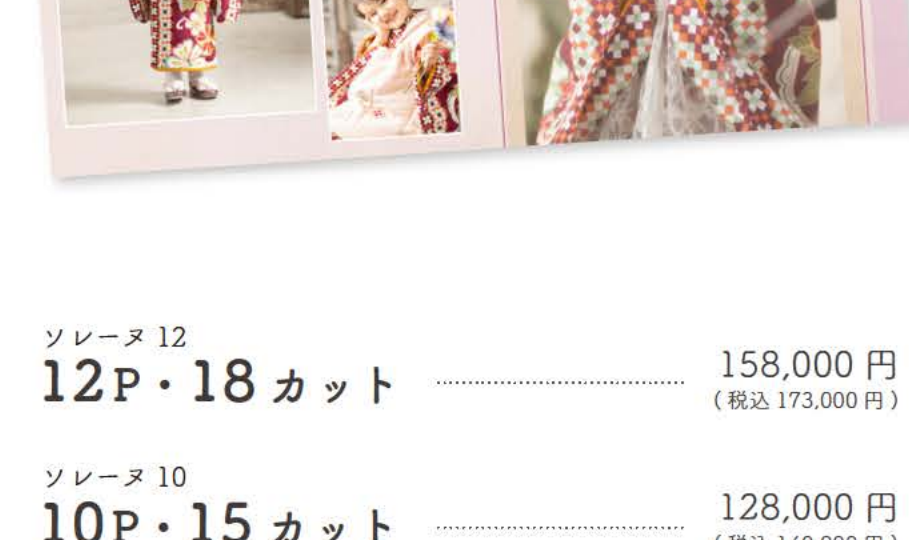 ソレーヌ 12
12P・18 カット
158,000 円
( 税込 173,000 円 )
ソレーヌ 10
10P・15 カット
128,000 円